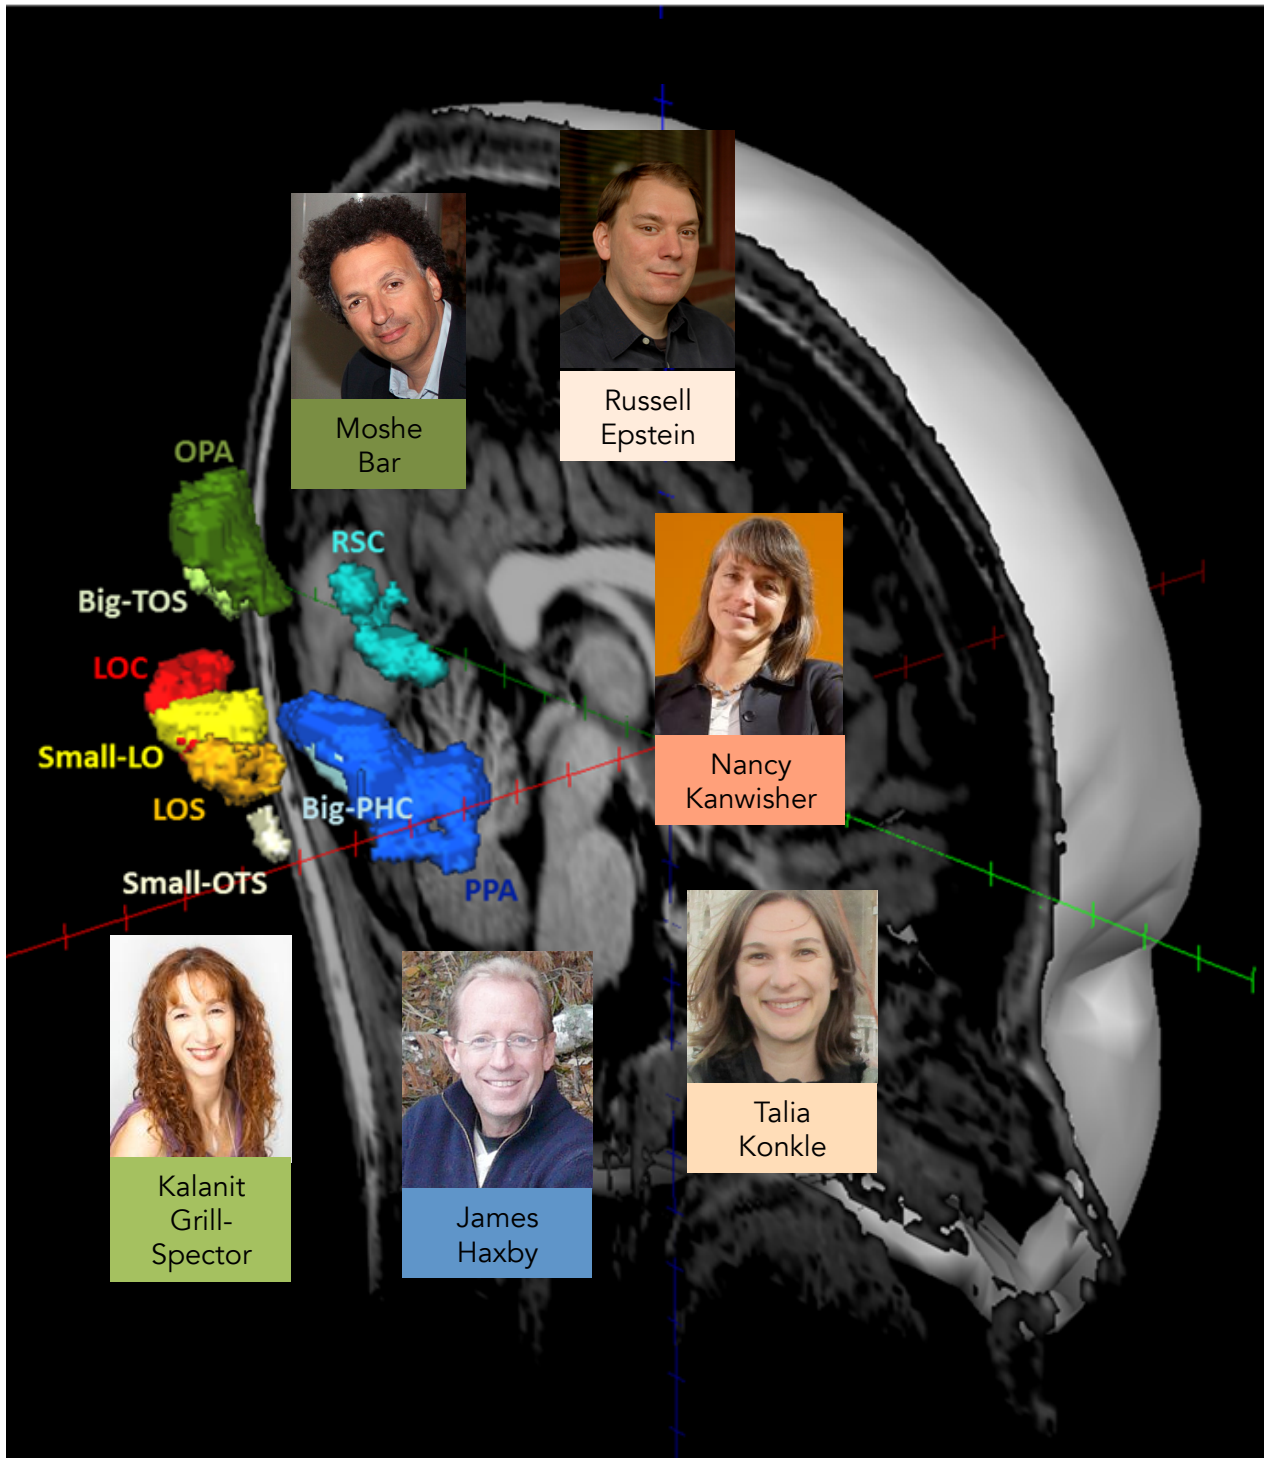 Moshe
Bar
Russell
Epstein
OPA
RSC
Big-TOS
LOC
Small-LO
LOS
Big-PHC
Small-OTS
PPA
Nancy
Kanwisher
Kalanit
Grill-
Spector
James
Haxby
Talia
Konkle